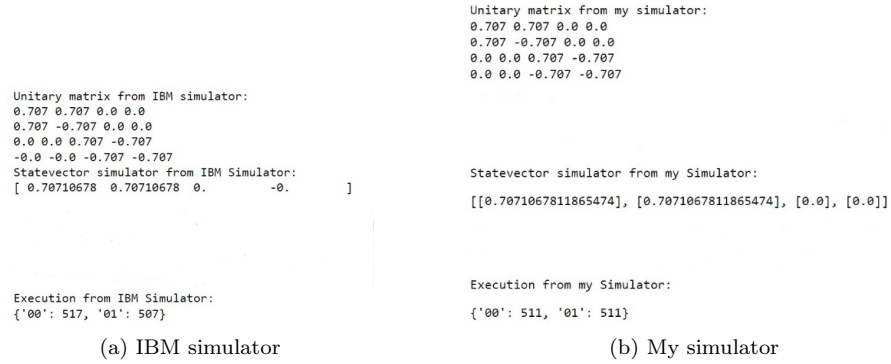 Unitary matrix from IBM simulator:
0.707 0.707 0.0 0.0
0.707 -0.707 0.0 0.0
0.0 0.0 0.707 -0.707
-0.0 -0.0 -0.707 -0.707
Statevector simulator from IBM Simulator:
[ 0.70710678 0.70710678 0. -0. ]
Execution from IBM Simulator:
{'00': 517, '01': 507}
(a) IBM simulator
Unitary matrix from my simulator:
0.707 0.707 0.0 0.0
0.707 -0.707 0.0 0.0
0.0 0.0 0.707 -0.707
0.0 0.0 -0.707 -0.707
Statevector simulator from my Simulator:
[[0.7071067811865474], [0.7071067811865474], [0.0], [0.0]]
Execution from my Simulator:
{'00': 511, '01': 511}
(b) My simulator